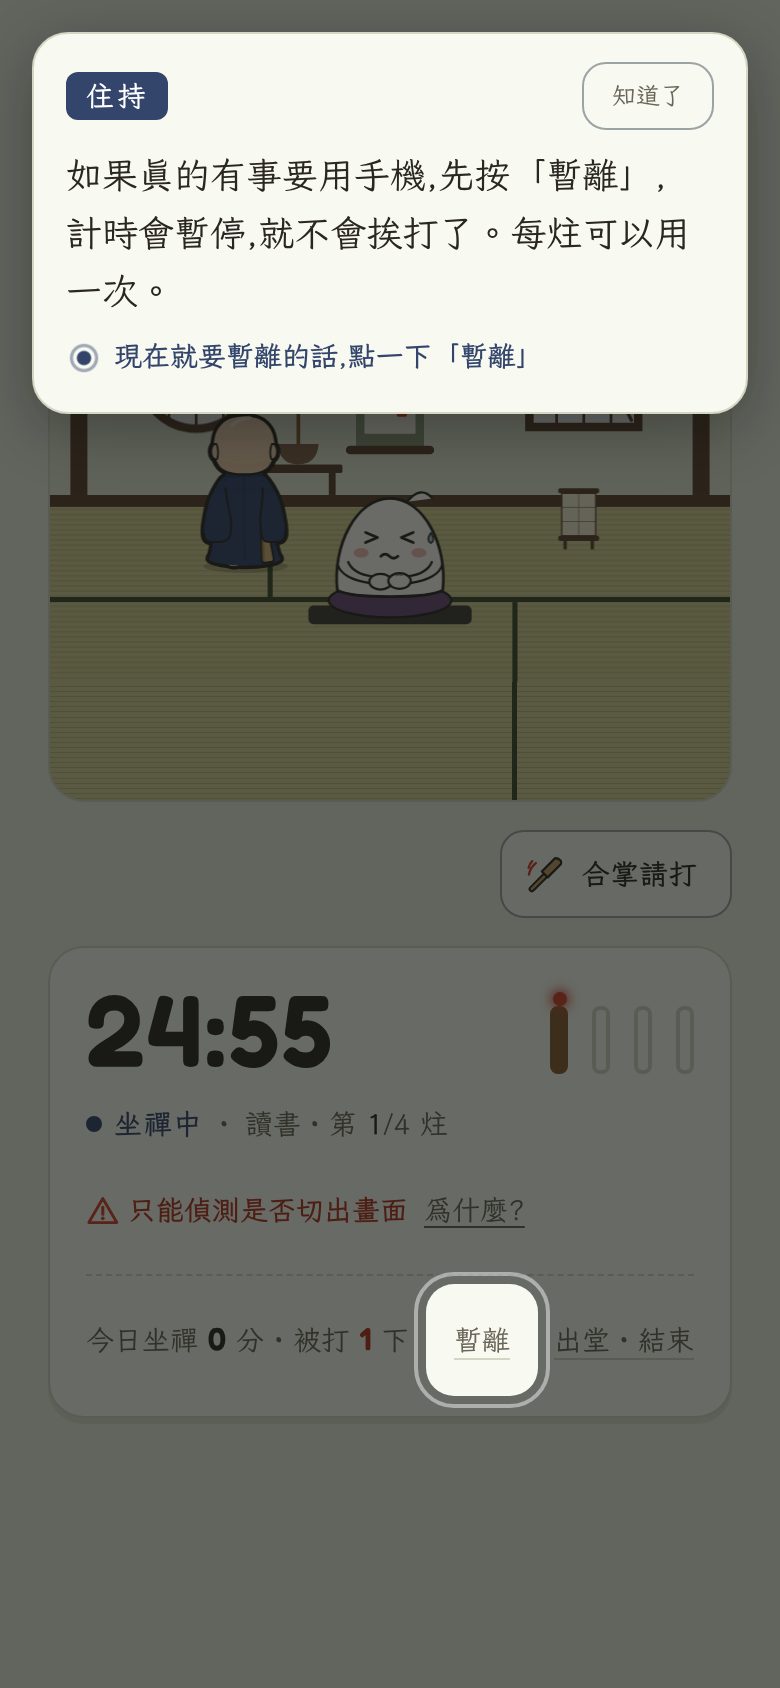 住持
知道了
如果真的有事要用手機,先按「暫離」,
計時會暫停,就不會挨打了。每炷可以用
一次。
現在就要暫離的話,點一下「暫離」
合掌請打
24:55
坐禪中 · 讀書 · 第 1/4 炷
只能偵測是否切出畫面 為什麼?
今日坐禪 0 分 · 被打 1 下 暫離 出堂 · 結束